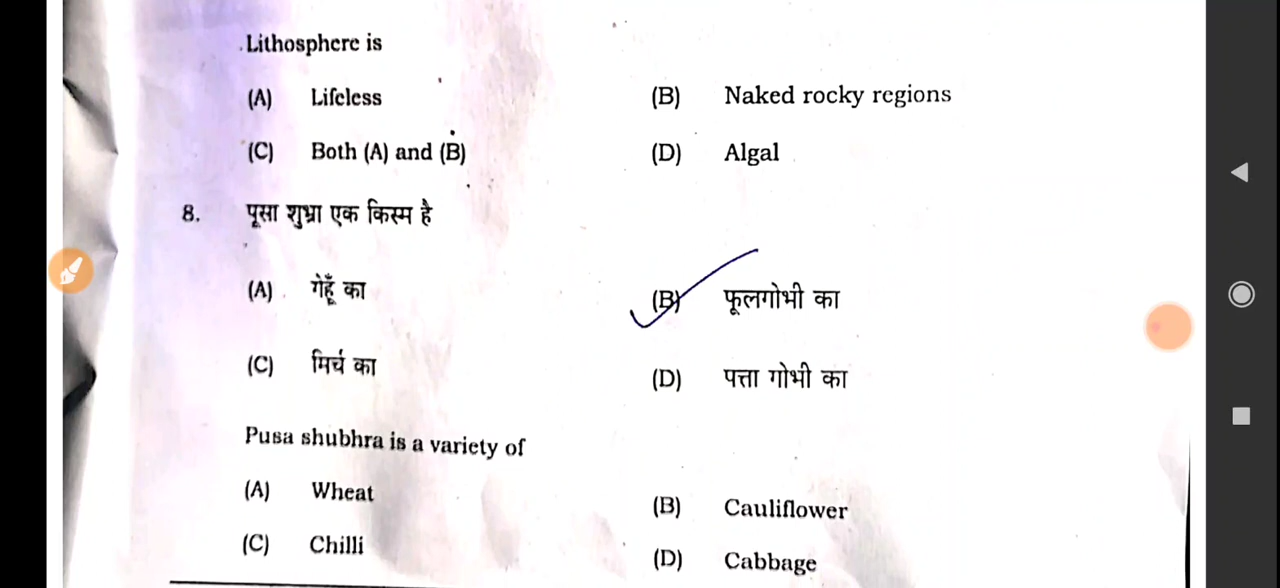 Lithosphere is
(A) Lifeless (B) Naked rocky regions
(C) Both (A) and (B) (D) Algal
8. पूसा शुभ्रा एक किस्म है
(A) गेहूँ का (B) फूलगोभी का
(C) मिर्च का (D) पत्ता गोभी का
Pusa shubhra is a variety of
(A) Wheat (B) Cauliflower
(C) Chilli (D) Cabbage